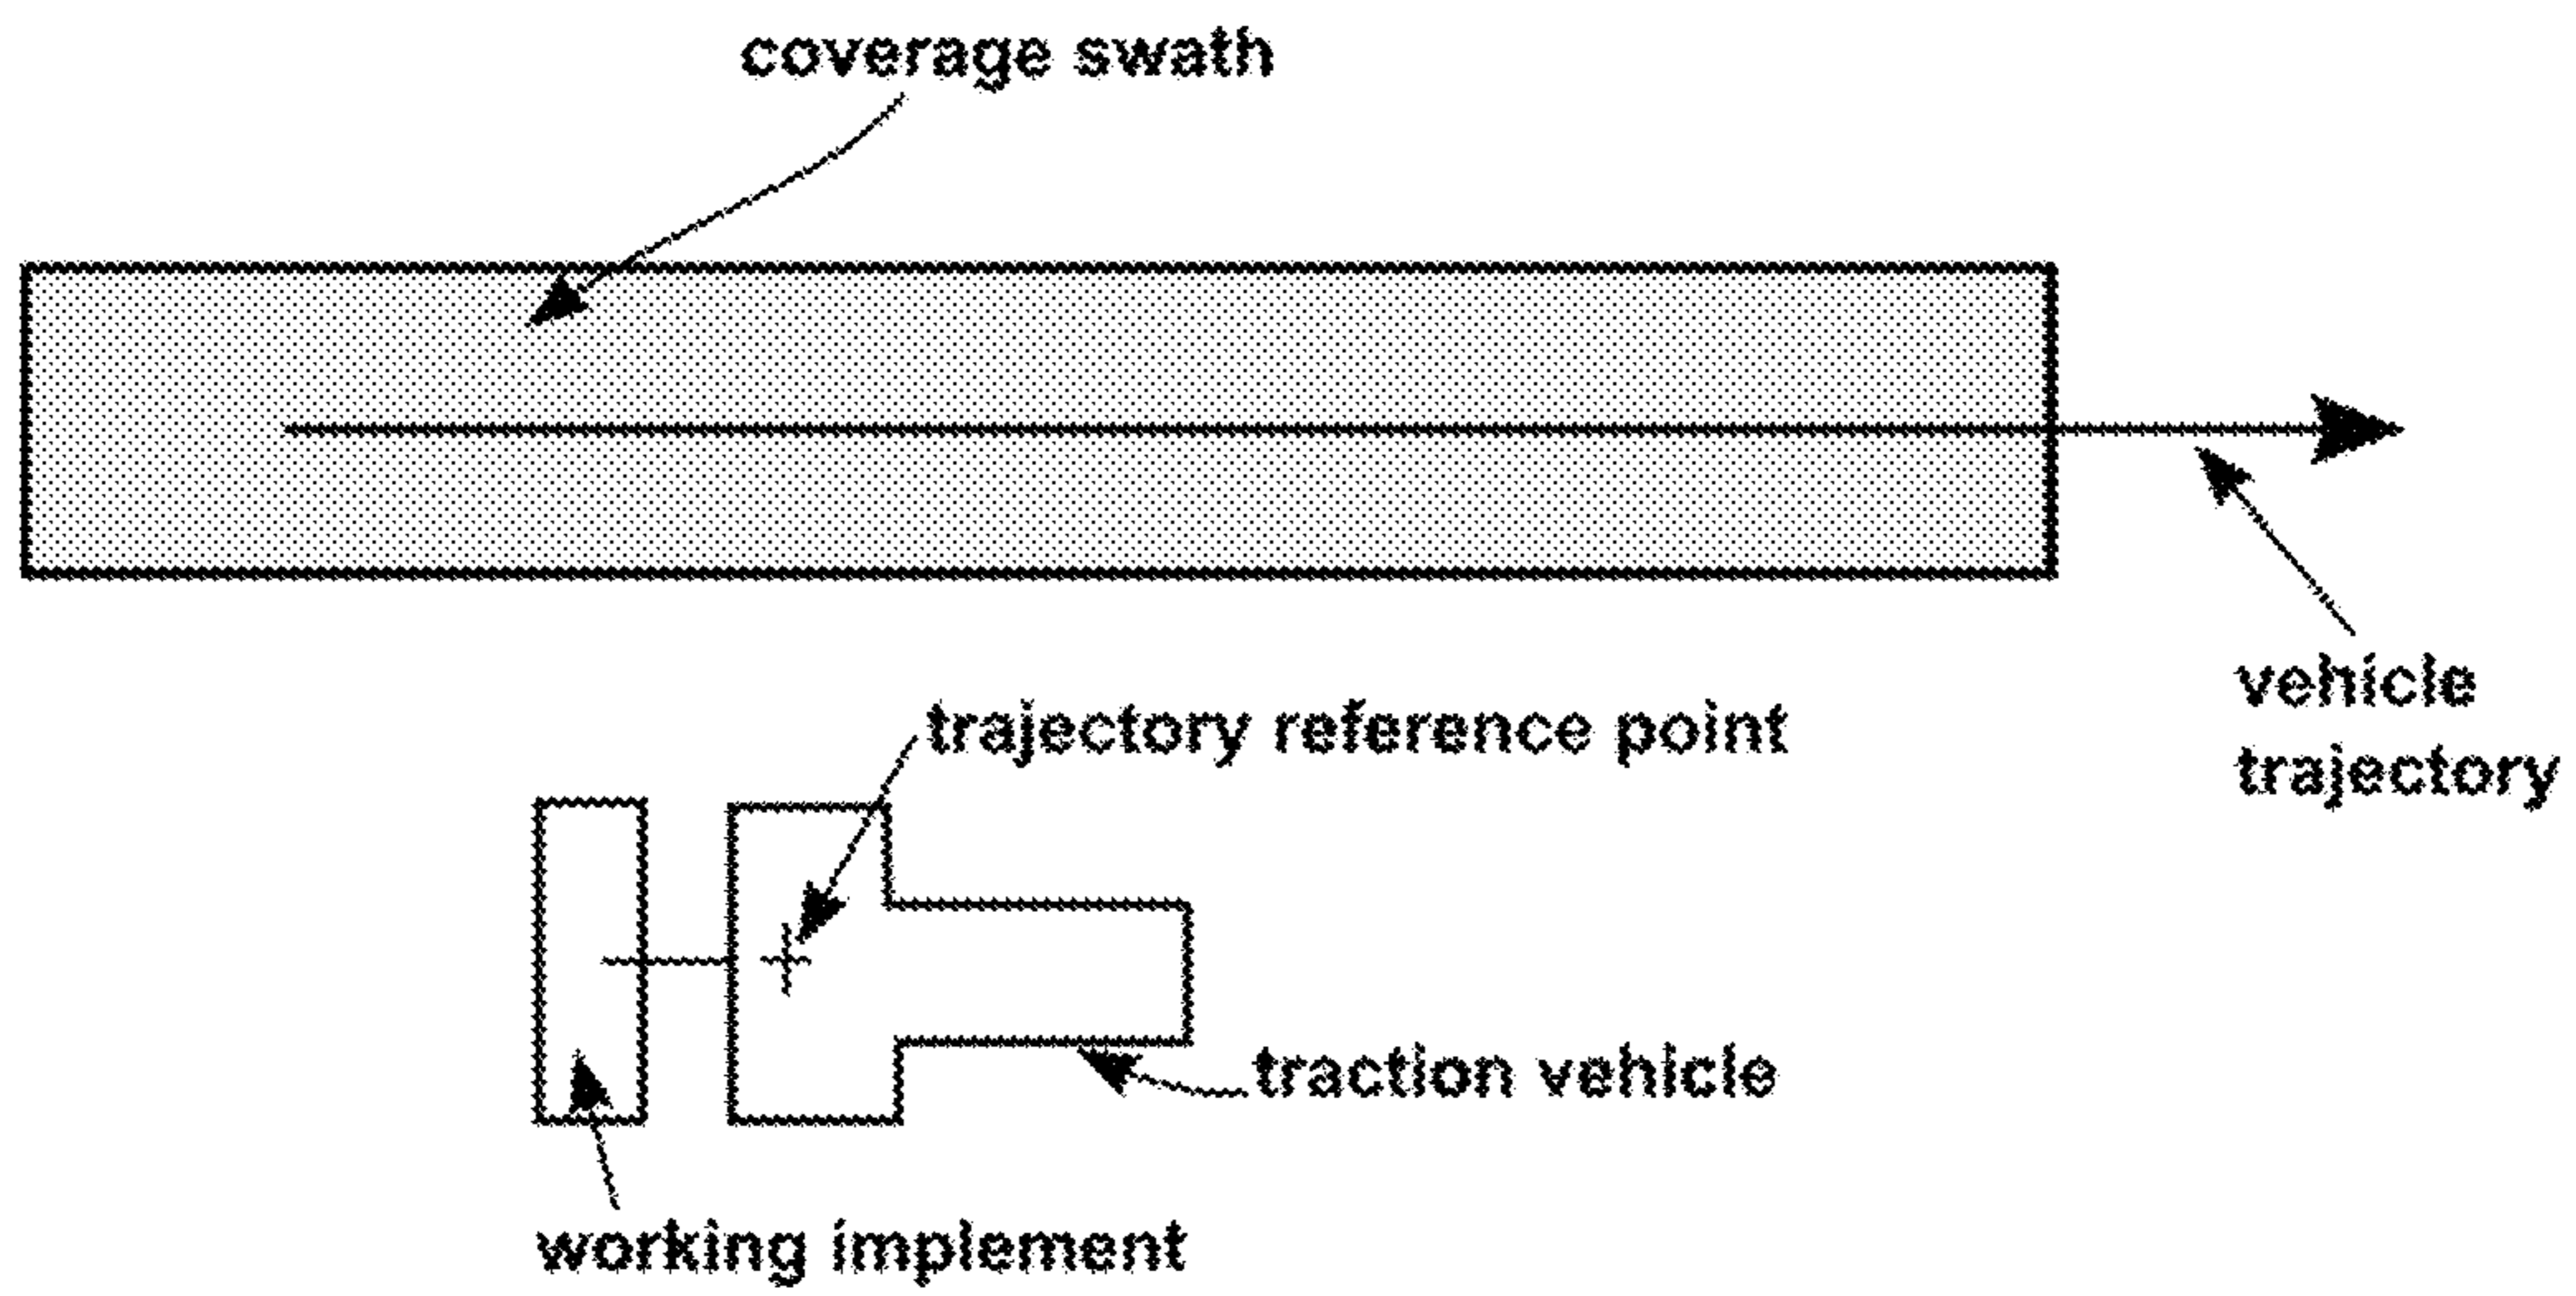 coverage swath
vehicle
trajectory
trajectory reference point
traction vehicle
working implement